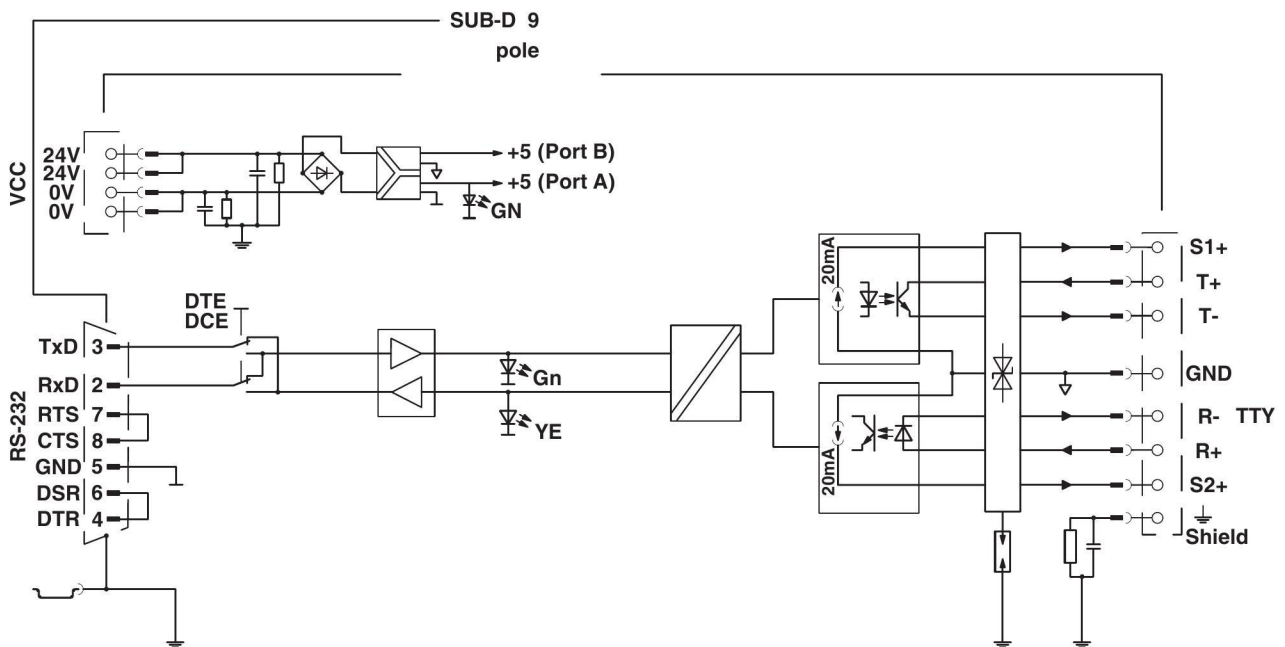 SUB-D 9
pole
VCC
24V
24V
0V
0V
+5 (Port B)
+5 (Port A)
GN
DTE
DCE
RS-232
TxD 3
RxD 2
RTS 7
CTS 8
GND 5
DSR 6
DTR 4
Gn
YE
20mA
20mA
S1+
T+
T-
GND
R- TTY
R+
S2+
Shield